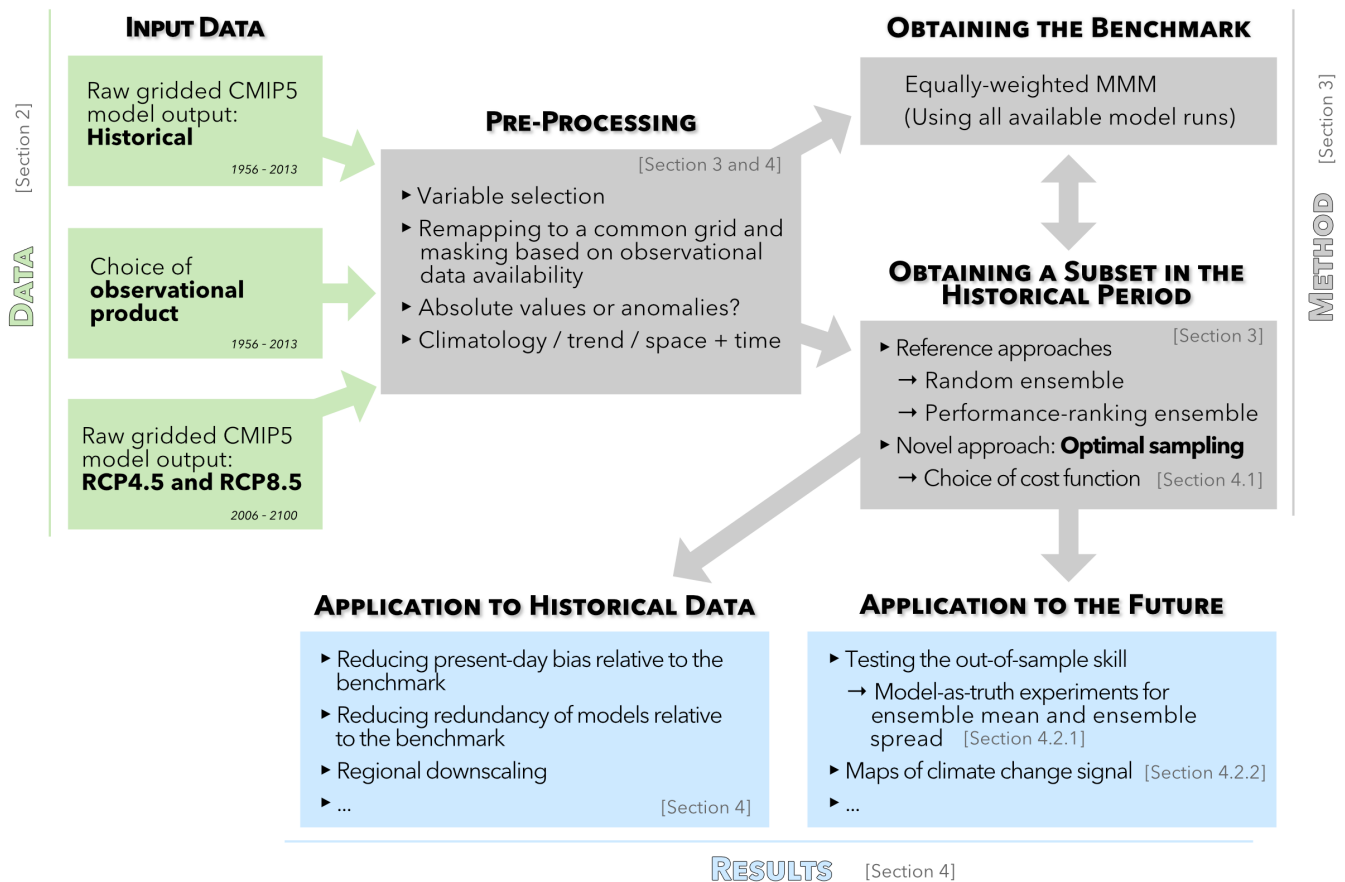 INPUT DATA
Raw gridded CMIP5
model output:
Historical
1956 - 2013
Choice of
observational
product
1956 - 2013
Raw gridded CMIP5
model output:
RCP4.5 and RCP8.5
2006 - 2100
DATA
[Section 2]
PRE-PROCESSING
[Section 3 and 4]
▸ Variable selection
▸ Remapping to a common grid and
masking based on observational
data availability
▸ Absolute values or anomalies?
▸ Climatology / trend / space + time
OBTAINING THE BENCHMARK
Equally-weighted MMM
(Using all available model runs)
OBTAINING A SUBSET IN THE
HISTORICAL PERIOD
[Section 3]
▸ Reference approaches
→ Random ensemble
→ Performance-ranking ensemble
▸ Novel approach: Optimal sampling
→ Choice of cost function [Section 4.1]
METHOD
[Section 3]
APPLICATION TO HISTORICAL DATA
▸ Reducing present-day bias relative to the
benchmark
▸ Reducing redundancy of models relative
to the benchmark
▸ Regional downscaling
▸ ...
[Section 4]
APPLICATION TO THE FUTURE
▸ Testing the out-of-sample skill
→ Model-as-truth experiments for
ensemble mean and ensemble
spread [Section 4.2.1]
▸ Maps of climate change signal [Section 4.2.2]
▸ ...
RESULTS [Section 4]